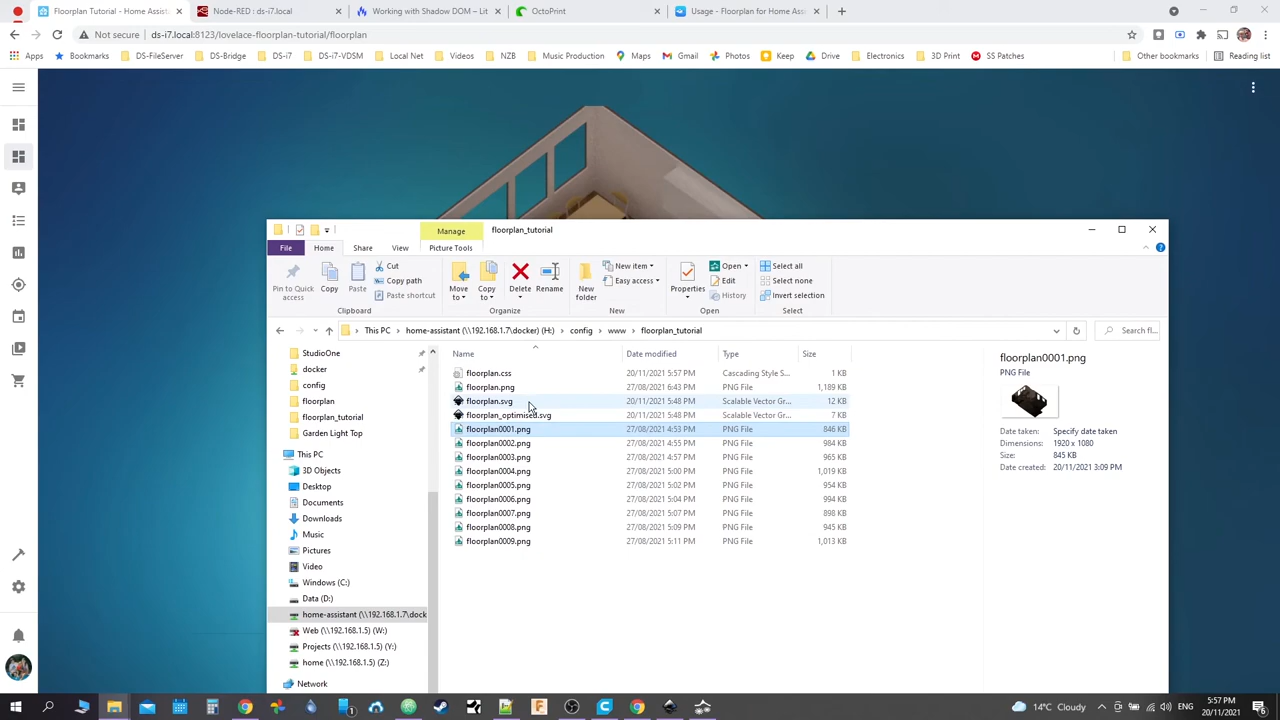 Floorplan Tutorial - Home Assist
Node-RED : ds-i7.local
Working with Shadow DOM – Lit
OctoPrint
Usage - Floorplan for Home Ass
Not secure
ds-i7.local:8123/lovelace-floorplan-tutorial/floorplan
Apps
Bookmarks
DS-FileServer
DS-Bridge
DS-i7
DS-i7-VDSM
Local Net
Videos
NZB
Music Production
Maps
Gmail
Photos
Keep
Drive
Electronics
3D Print
SS Patches
Other bookmarks
Reading list
Manage
floorplan_tutorial
File
Home
Share
View
Picture Tools
Pin to Quick access
Copy
Paste
Cut
Copy path
Paste shortcut
Clipboard
Move to
Copy to
Delete
Rename
Organize
New folder
New item
Easy access
New
Properties
Open
Edit
History
Open
Select all
Select none
Invert selection
Select
This PC
home-assistant (\\192.168.1.7\docker) (H:)
config
www
floorplan_tutorial
Search fl...
StudioOne
docker
config
floorplan
floorplan_tutorial
Garden Light Top
This PC
3D Objects
Desktop
Documents
Downloads
Music
Pictures
Video
Windows (C:)
Data (D:)
home-assistant (\\192.168.1.7\dock
Web (\\192.168.1.5) (W:)
Projects (\\192.168.1.5) (Y:)
home (\\192.168.1.5) (Z:)
Network
Name Date modified Type Size
floorplan.css 20/11/2021 5:57 PM Cascading Style S... 1 KB
floorplan.png 27/08/2021 6:43 PM PNG File 1,189 KB
floorplan.svg 20/11/2021 5:48 PM Scalable Vector Gr... 12 KB
floorplan_optimised.svg 20/11/2021 5:48 PM Scalable Vector Gr... 7 KB
floorplan0001.png 27/08/2021 4:53 PM PNG File 846 KB
floorplan0002.png 27/08/2021 4:55 PM PNG File 984 KB
floorplan0003.png 27/08/2021 4:57 PM PNG File 965 KB
floorplan0004.png 27/08/2021 5:00 PM PNG File 1,019 KB
floorplan0005.png 27/08/2021 5:02 PM PNG File 994 KB
floorplan0006.png 27/08/2021 5:04 PM PNG File 994 KB
floorplan0007.png 27/08/2021 5:07 PM PNG File 898 KB
floorplan0008.png 27/08/2021 5:09 PM PNG File 945 KB
floorplan0009.png 27/08/2021 5:11 PM PNG File 1,013 KB
floorplan0001.png
PNG File
Date taken: Specify date taken
Dimensions: 1920 x 1080
Size: 845 KB
Date created: 20/11/2021 3:09 PM
14°C Cloudy
ENG
5:57 PM
20/11/2021